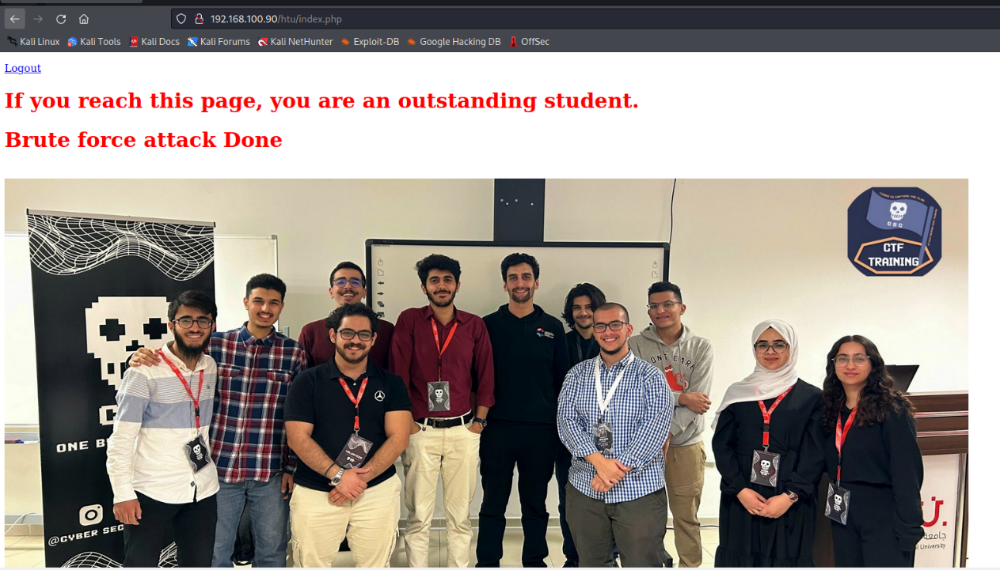 192.168.100.90/htu/index.php
Kali Linux Kali Tools Kali Docs Kali Forums Kali NetHunter Exploit-DB Google Hacking DB OffSec
Logout
If you reach this page, you are an outstanding student.
Brute force attack Done
CSC
CTF
TRAINING
ONE
@CYBER SEC
جامعة
University